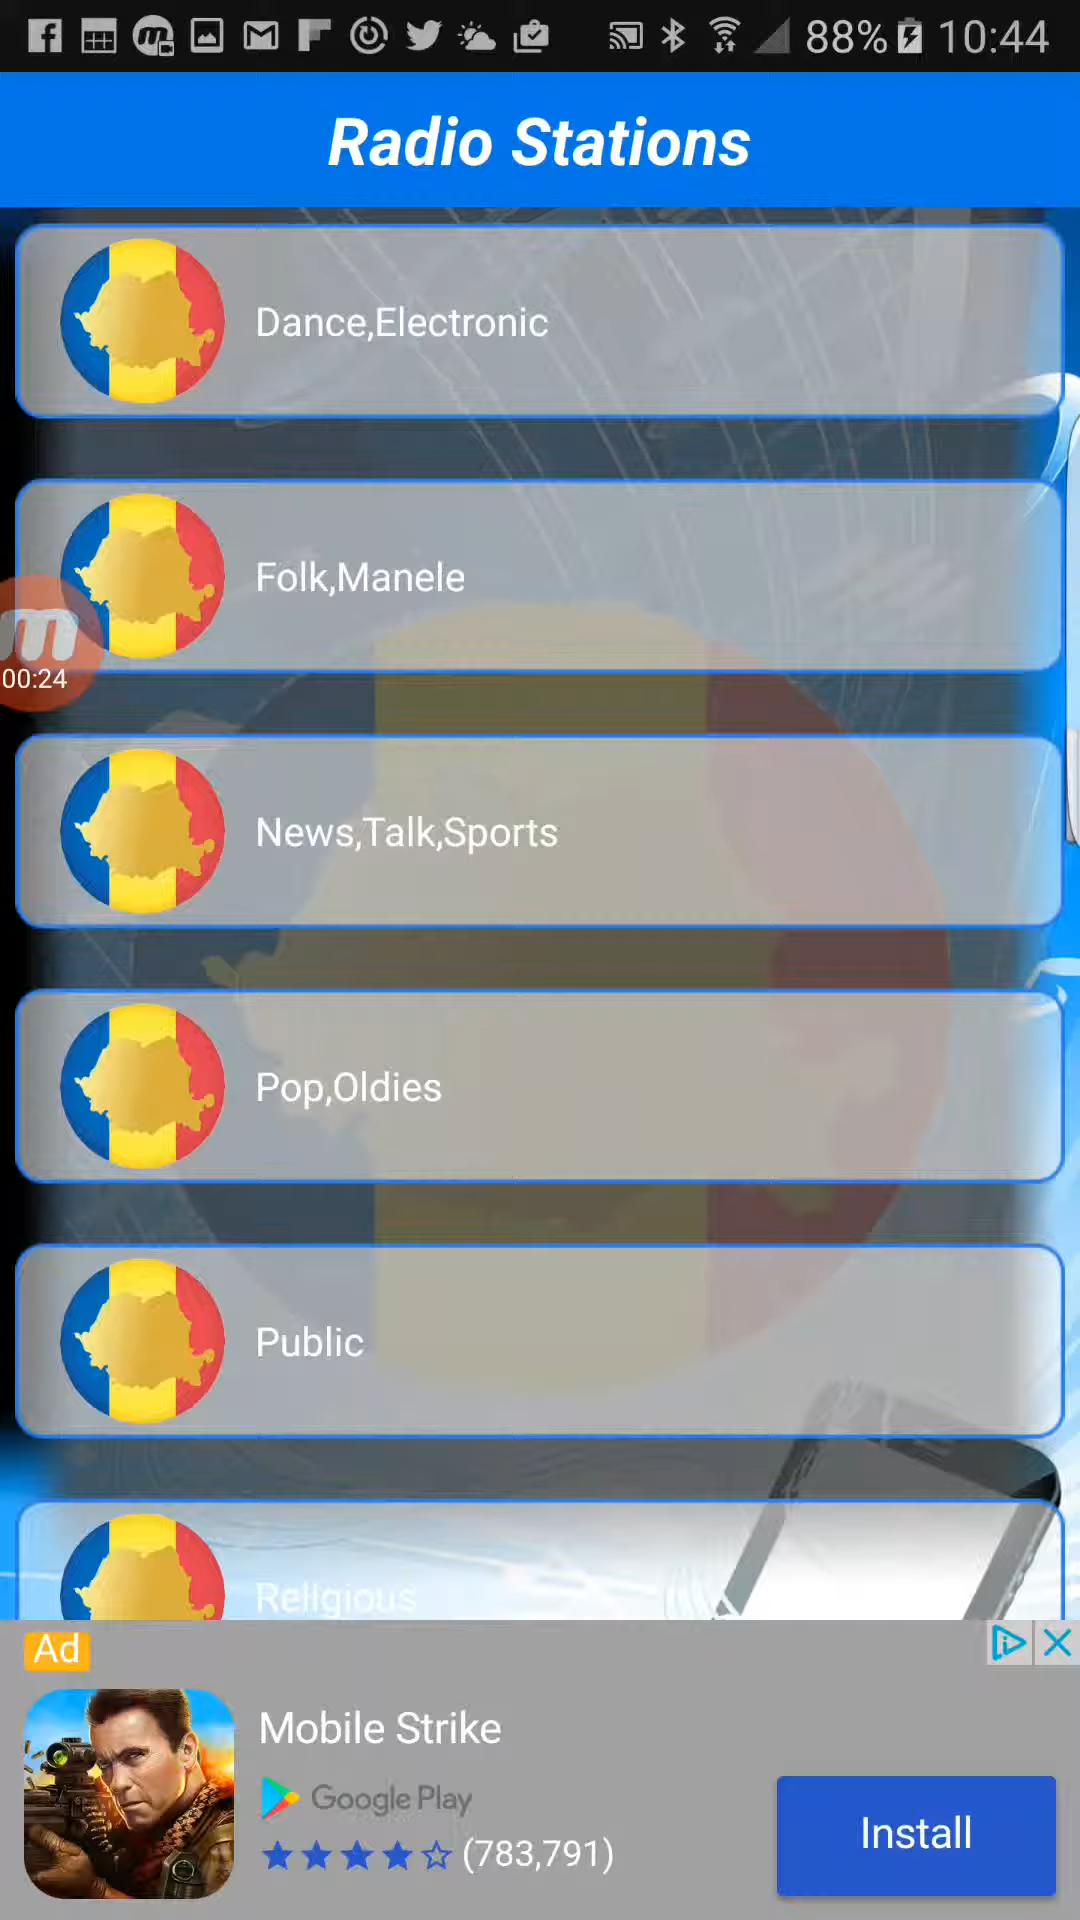 88% 10:44
Radio Stations
Dance,Electronic
Folk,Manele
m
00:24
News,Talk,Sports
Pop,Oldies
Public
Religious
Ad
Mobile Strike
Google Play
(783,791)
Install